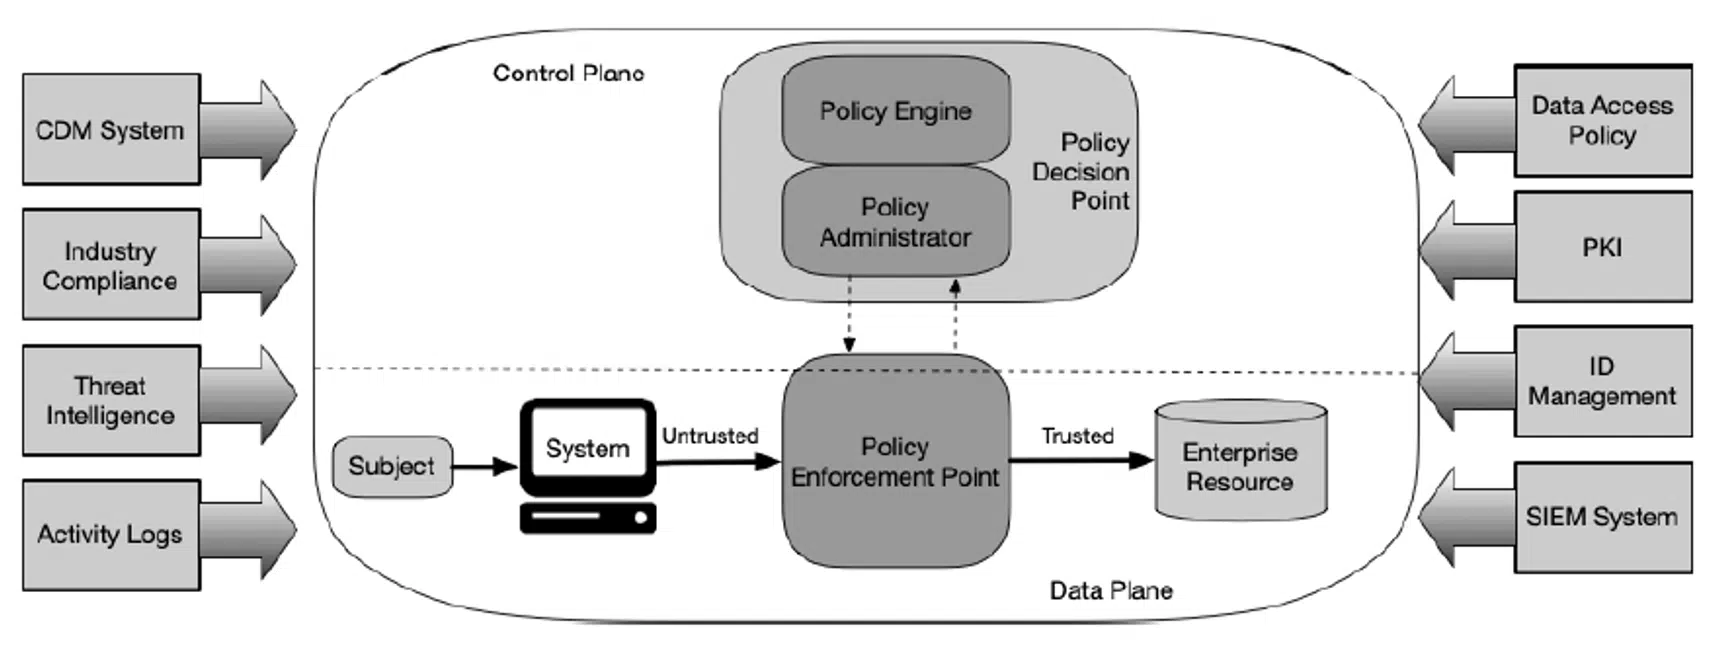 Control Plane
Policy Engine
Policy
Decision
Point
Policy
Administrator
CDM System
Industry
Compliance
Threat
Intelligence
Activity Logs
Data Access
Policy
PKI
ID
Management
SIEM System
Subject
System
Untrusted
Policy
Enforcement Point
Trusted
Enterprise
Resource
Data Plane